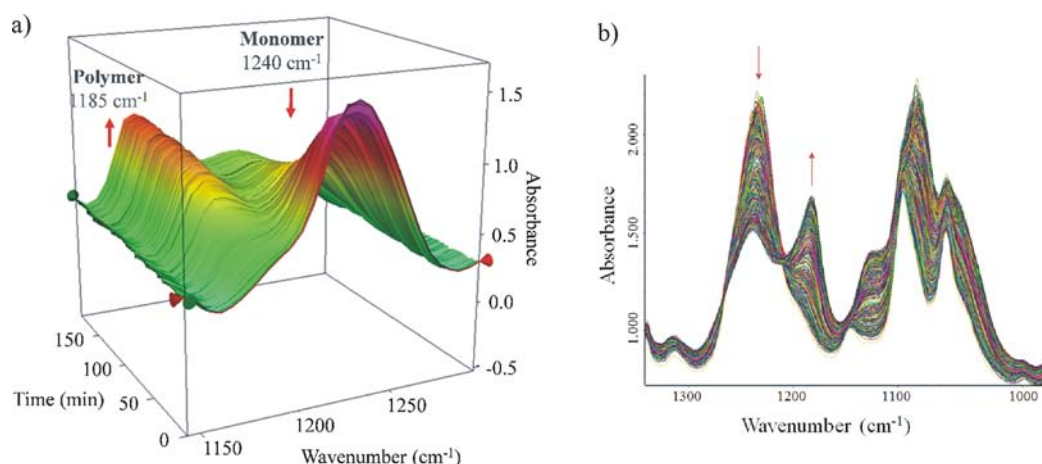 a)
Polymer
1185 cm⁻¹
Monomer
1240 cm⁻¹
1.5
1.0
0.5
0.0
-0.5
Absorbance
150
100
50
0
Time (min)
1150
1200
1250
Wavenumber (cm⁻¹)
b)
Absorbance
2.000
1.500
1.000
1300
1200
1100
1000
Wavenumber (cm⁻¹)